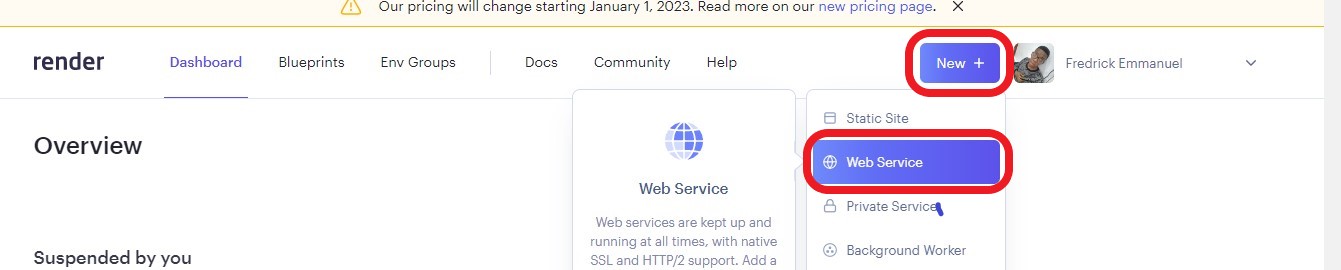 Our pricing will change starting January 1, 2023. Read more on our new pricing page.
render Dashboard Blueprints Env Groups Docs Community Help New + Fredrick Emmanuel
Overview
Suspended by you
Web Service
Web services are kept up and
running at all times, with native
SSL and HTTP/2 support. Add a
Static Site
Web Service
Private Service
Background Worker